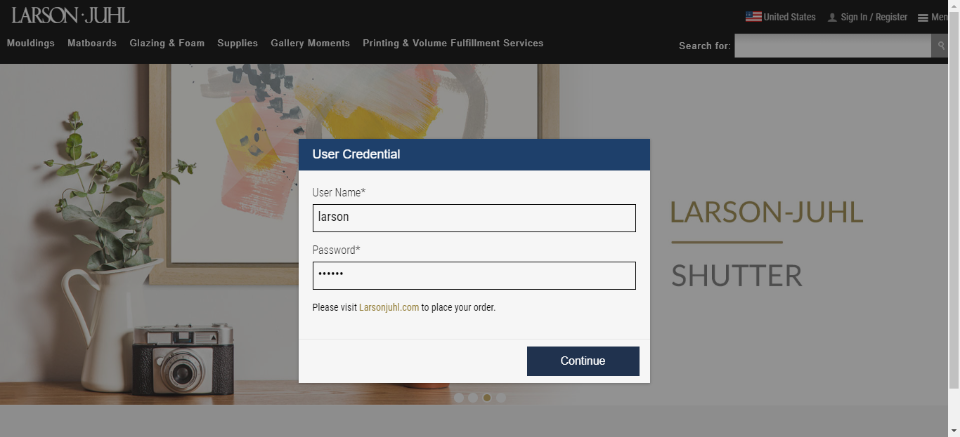 LARSON·JUHL
United States
Sign In / Register
Men
Mouldings Matboards Glazing & Foam Supplies Gallery Moments Printing & Volume Fulfillment Services
Search for:
User Credential
User Name*
larson
Password*
••••••
Please visit Larsonjuhl.com to place your order.
Continue
LARSON-JUHL
SHUTTER